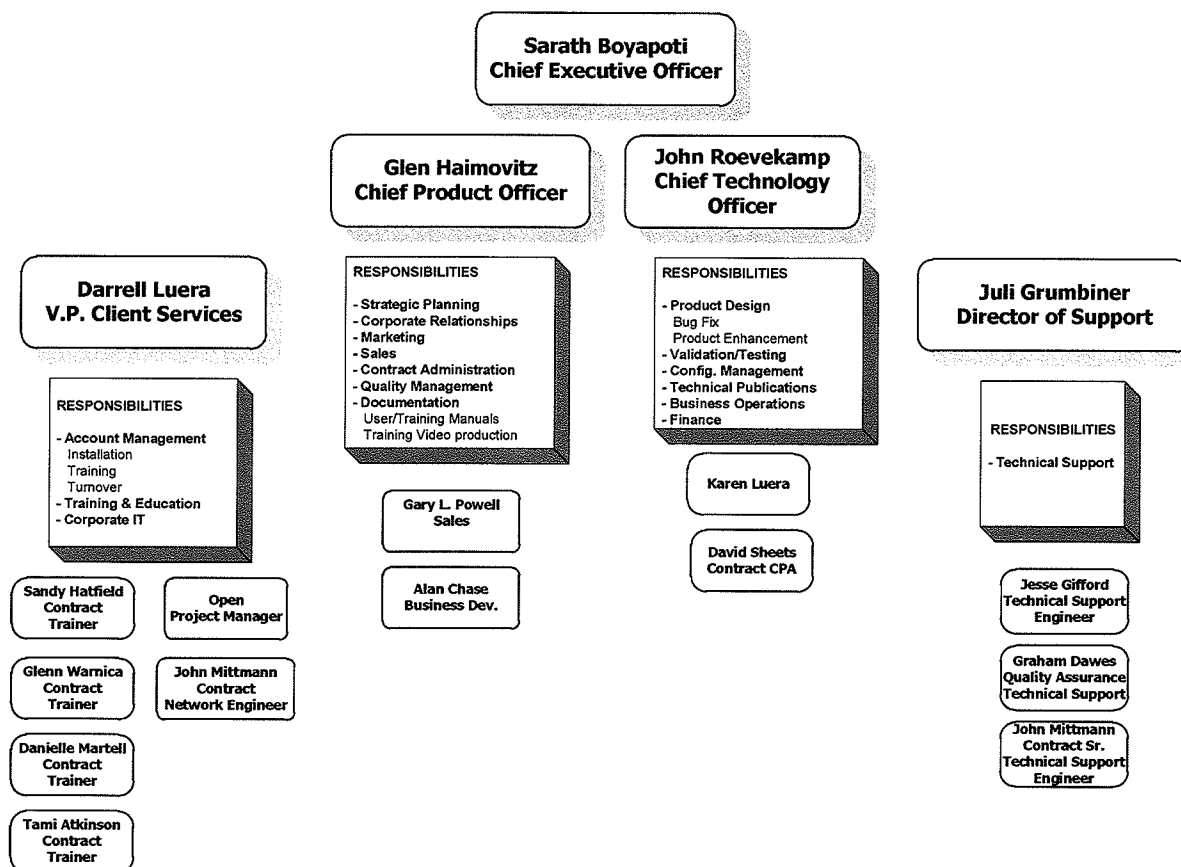 Sarath Boyapoti
Chief Executive Officer
Glen Haimovitz
Chief Product Officer
John Roevekamp
Chief Technology
Officer
Darrell Luera
V.P. Client Services
RESPONSIBILITIES
- Strategic Planning
- Corporate Relationships
- Marketing
- Sales
- Contract Administration
- Quality Management
- Documentation
User/Training Manuals
Training Video production
RESPONSIBILITIES
- Product Design
Bug Fix
Product Enhancement
- Validation/Testing
- Config. Management
- Technical Publications
- Business Operations
- Finance
Juli Grumbiner
Director of Support
RESPONSIBILITIES
- Account Management
Installation
Training
Turnover
- Training & Education
- Corporate IT
RESPONSIBILITIES
- Technical Support
Gary L. Powell
Sales
Alan Chase
Business Dev.
Karen Luera
David Sheets
Contract CPA
Sandy Hatfield
Contract
Trainer
Open
Project Manager
Glenn Warnica
Contract
Trainer
John Mittmann
Contract
Network Engineer
Danielle Martell
Contract
Trainer
Tami Atkinson
Contract
Trainer
Jesse Gifford
Technical Support
Engineer
Graham Dawes
Quality Assurance
Technical Support
John Mittmann
Contract Sr.
Technical Support
Engineer